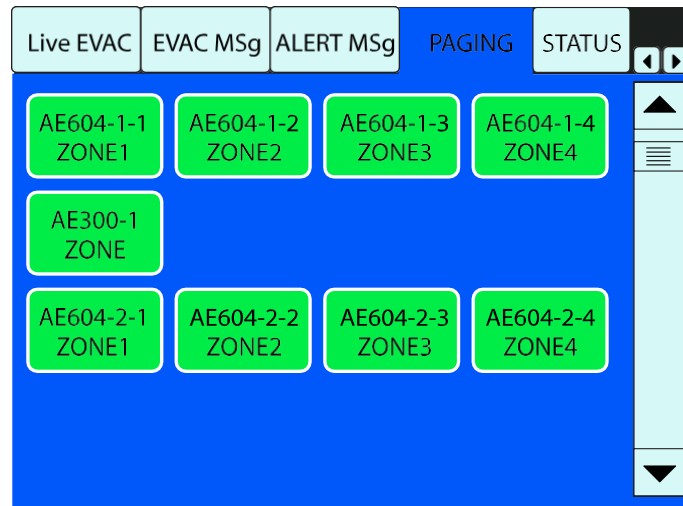 Live EVAC EVAC MSg ALERT MSg PAGING STATUS
AE604-1-1 AE604-1-2 AE604-1-3 AE604-1-4
ZONE1 ZONE2 ZONE3 ZONE4
AE300-1
ZONE
AE604-2-1 AE604-2-2 AE604-2-3 AE604-2-4
ZONE1 ZONE2 ZONE3 ZONE4